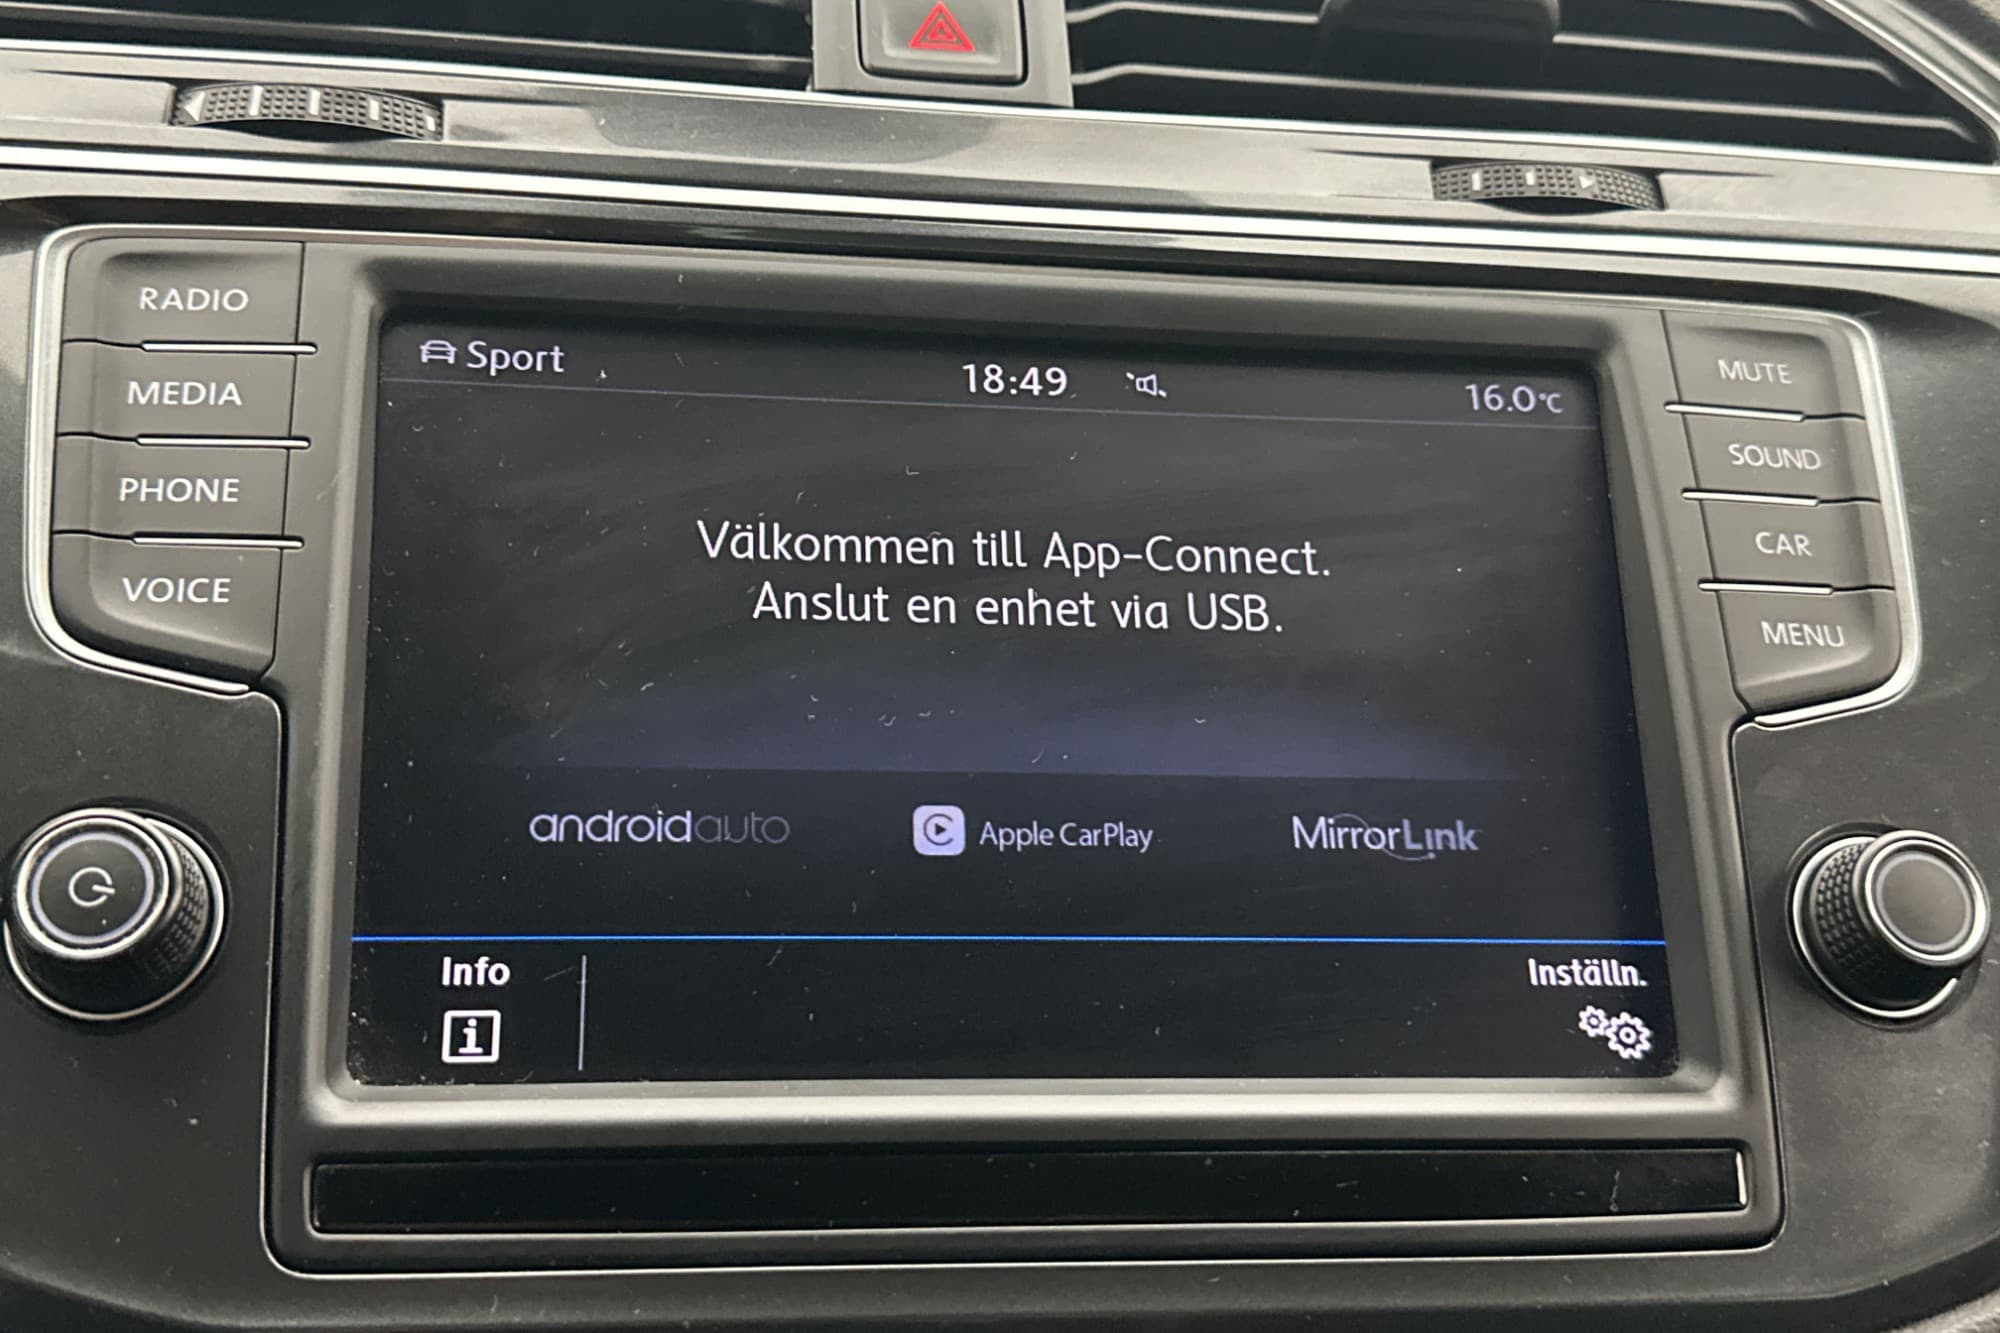 RADIO
MEDIA
PHONE
VOICE
Sport
18:49
16.0°C
Välkommen till App-Connect.
Anslut en enhet via USB.
androidauto
Apple CarPlay
MirrorLink
Info
Inställn.
MUTE
SOUND
CAR
MENU